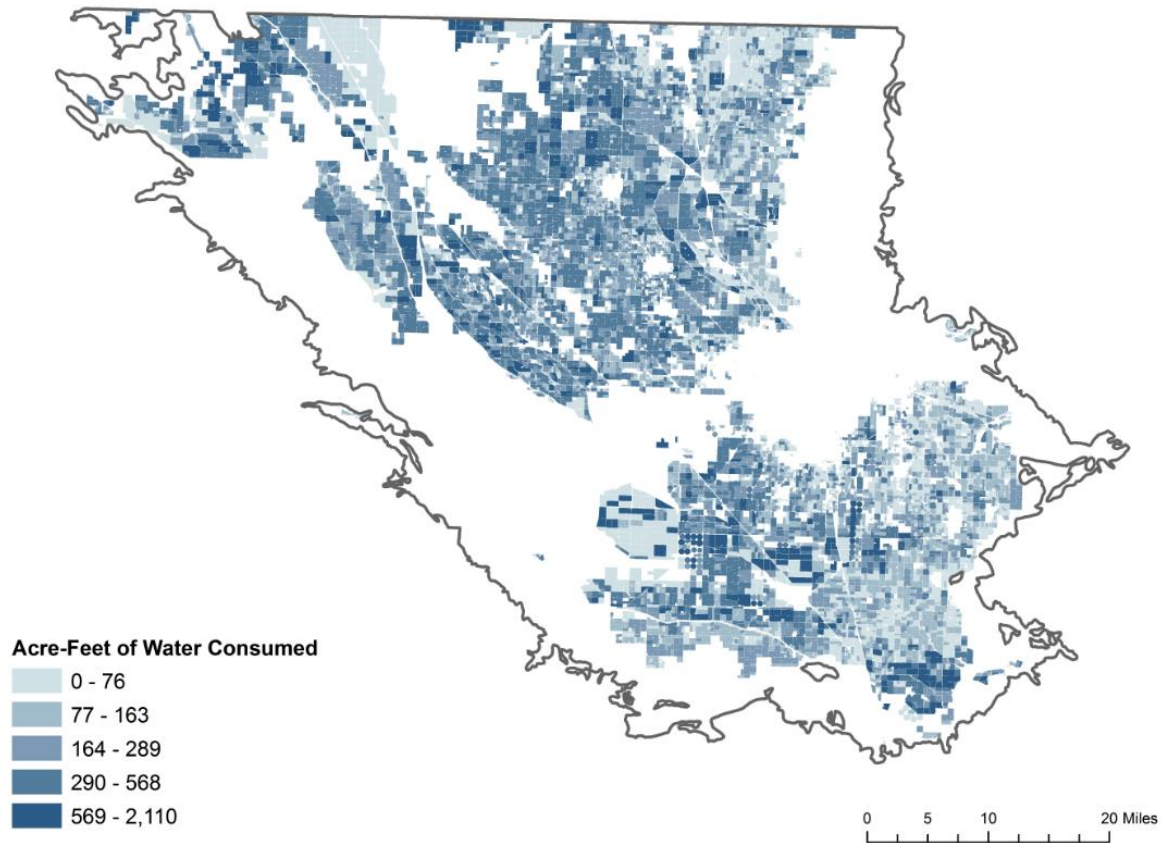 Acre-Feet of Water Consumed
0 - 76
77 - 163
164 - 289
290 - 568
569 - 2,110
0 5 10 20 Miles